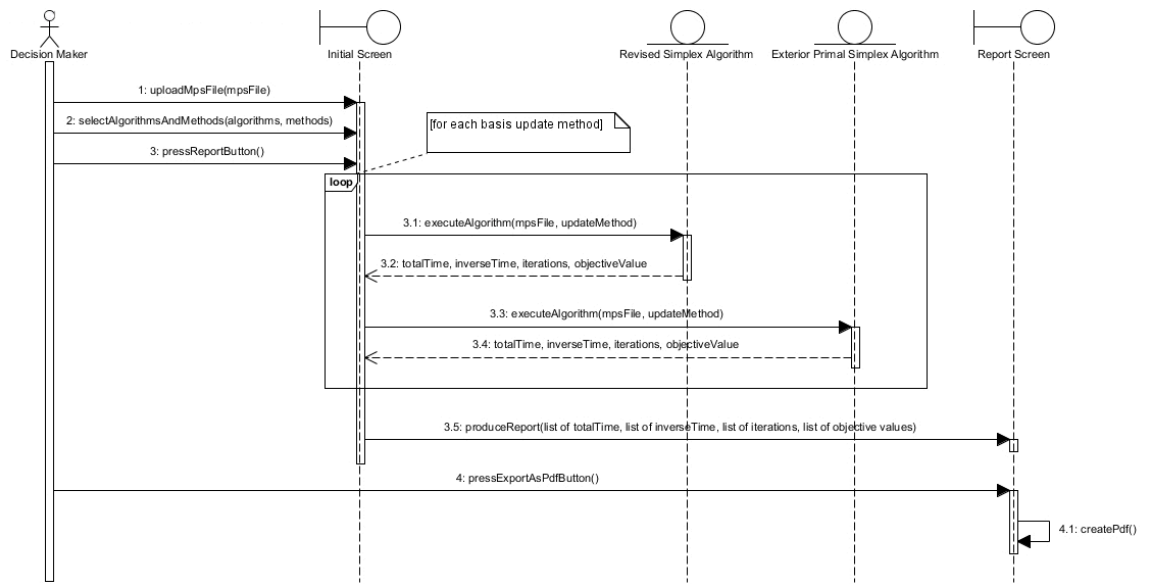 Decision Maker
Initial Screen
Revised Simplex Algorithm
Exterior Primal Simplex Algorithm
Report Screen
1: uploadMpsFile(mpsFile)
2: selectAlgorithmsAndMethods(algorithms, methods)
[for each basis update method]
3: pressReportButton()
loop
3.1: executeAlgorithm(mpsFile, updateMethod)
3.2: totalTime, inverseTime, iterations, objectiveValue
3.3: executeAlgorithm(mpsFile, updateMethod)
3.4: totalTime, inverseTime, iterations, objectiveValue
3.5: produceReport(list of totalTime, list of inverseTime, list of iterations, list of objective values)
4: pressExportAsPdfButton()
4.1: createPdf()